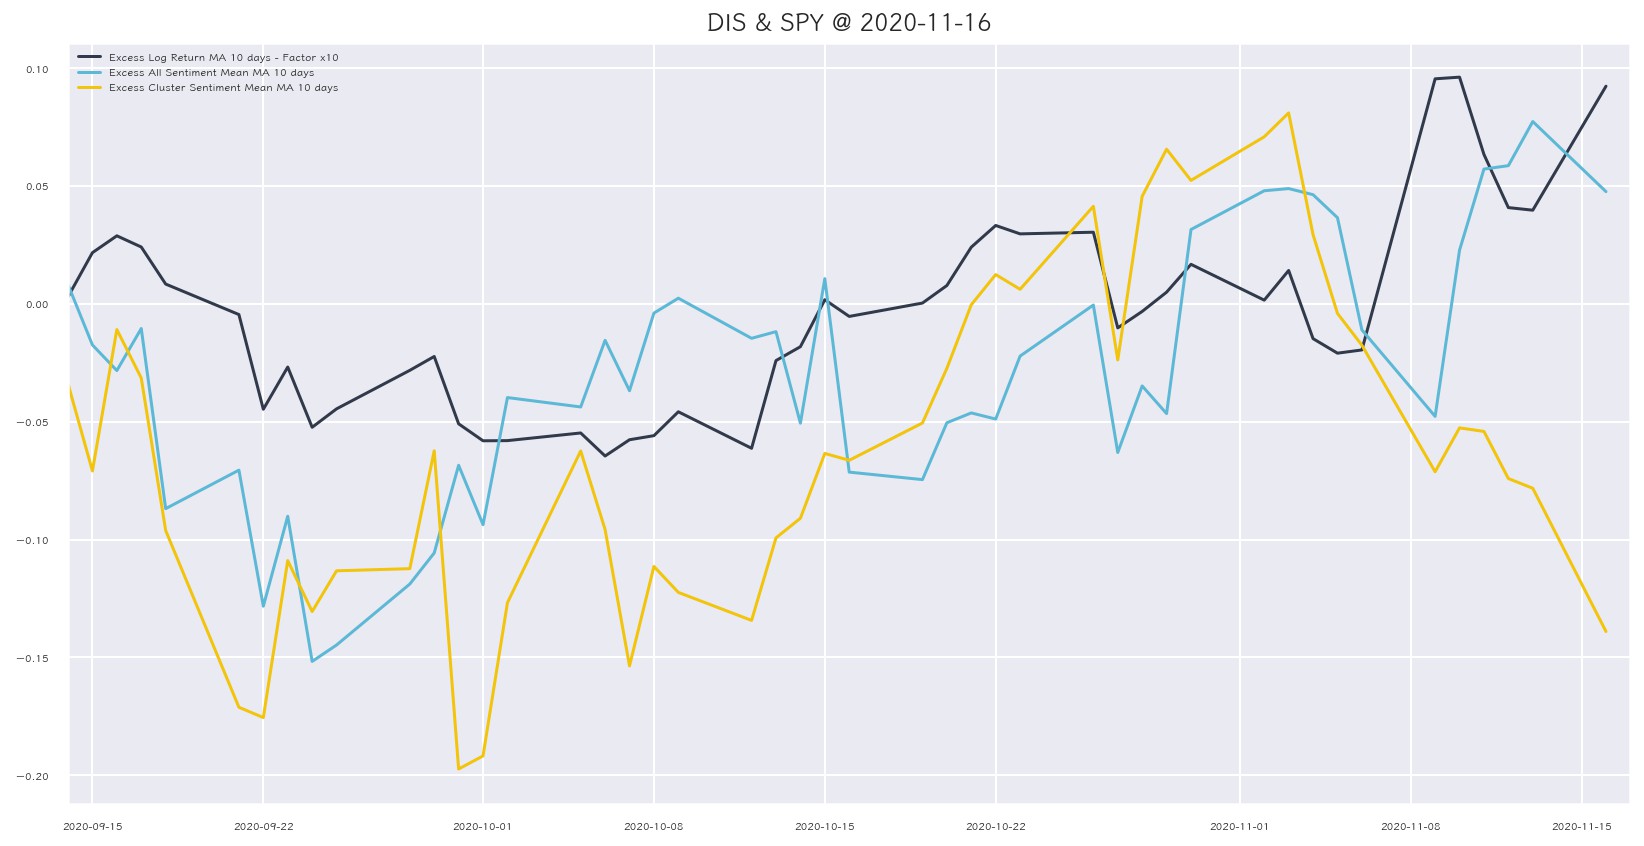 DIS & SPY @ 2020-11-16
Excess Log Return MA 10 days - Factor x10
Excess All Sentiment Mean MA 10 days
Excess Cluster Sentiment Mean MA 10 days
0.10
0.05
0.00
−0.05
−0.10
−0.15
−0.20
2020-09-15 2020-09-22 2020-10-01 2020-10-08 2020-10-15 2020-10-22 2020-11-01 2020-11-08 2020-11-15